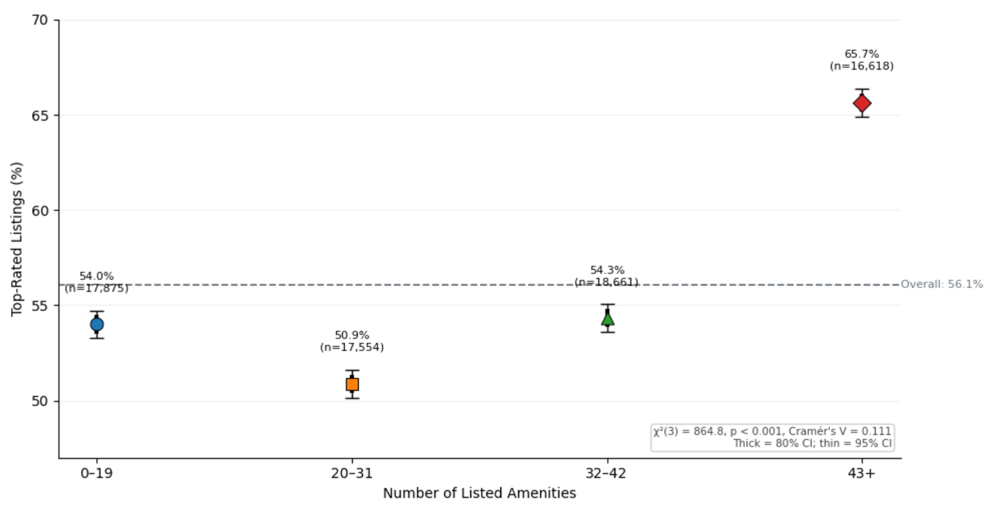 70
65.7%
(n=16,618)
65
60
Top-Rated Listings (%)
54.0%
(n=17,875)
54.3%
(n=18,661)
Overall: 56.1%
55
50.9%
(n=17,554)
50
χ²(3) = 864.8, p < 0.001, Cramér's V = 0.111
Thick = 80% CI; thin = 95% CI
0–19
20–31
32–42
43+
Number of Listed Amenities